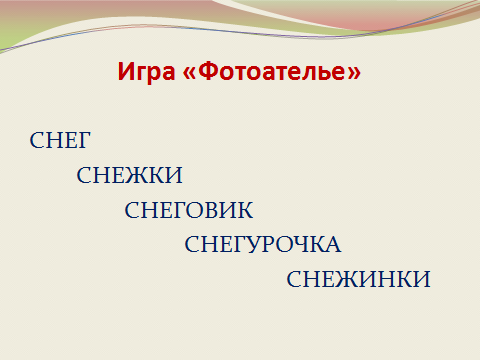 Игра «Фотоателье»
СНЕГ
СНЕЖКИ
СНЕГОВИК
СНЕГУРОЧКА
СНЕЖИНКИ